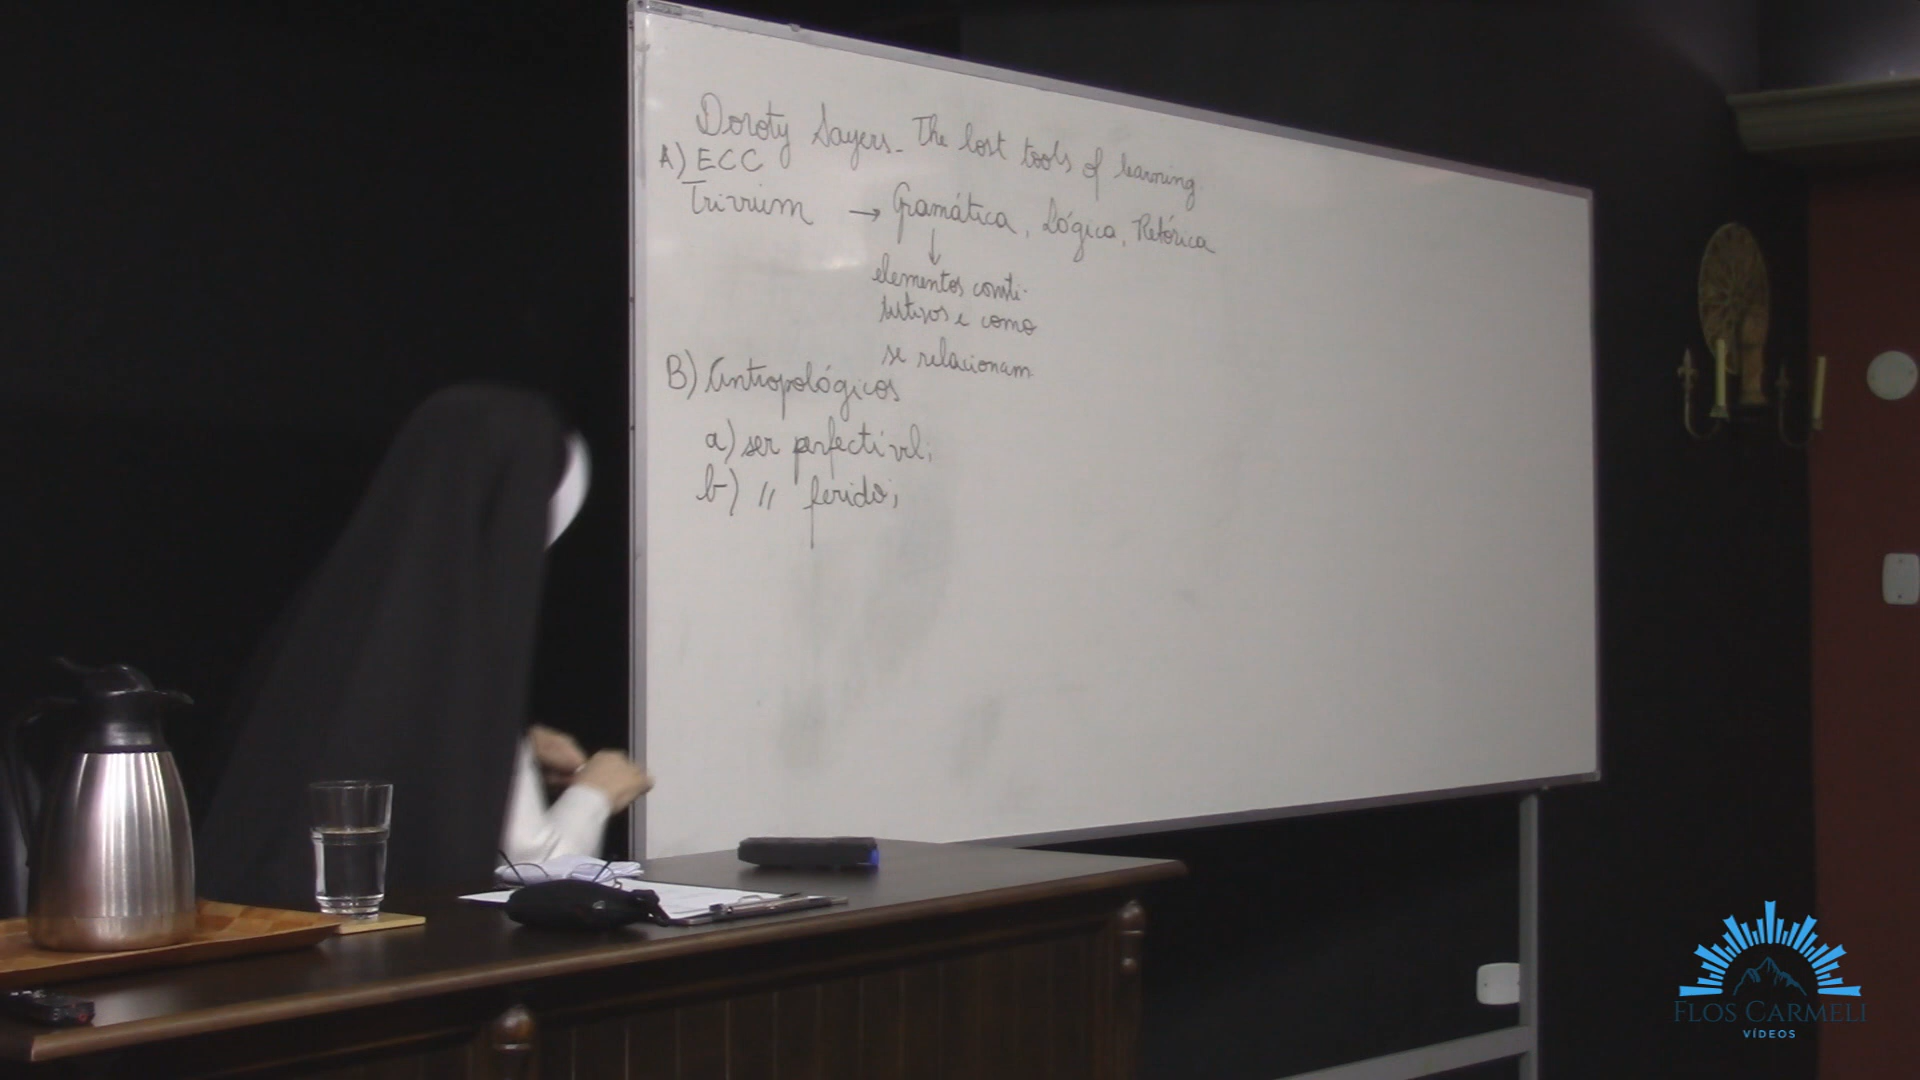 Doroty Sayers - The lost tools of learning
A) ECC
Trivium → Gramática, Lógica, Retórica
↓
elementos consti-
tutivos e como
se relacionam
B) Antropológicos
a) ser perfectível;
b) " ferido;
FLOS CARMELI
VÍDEOS